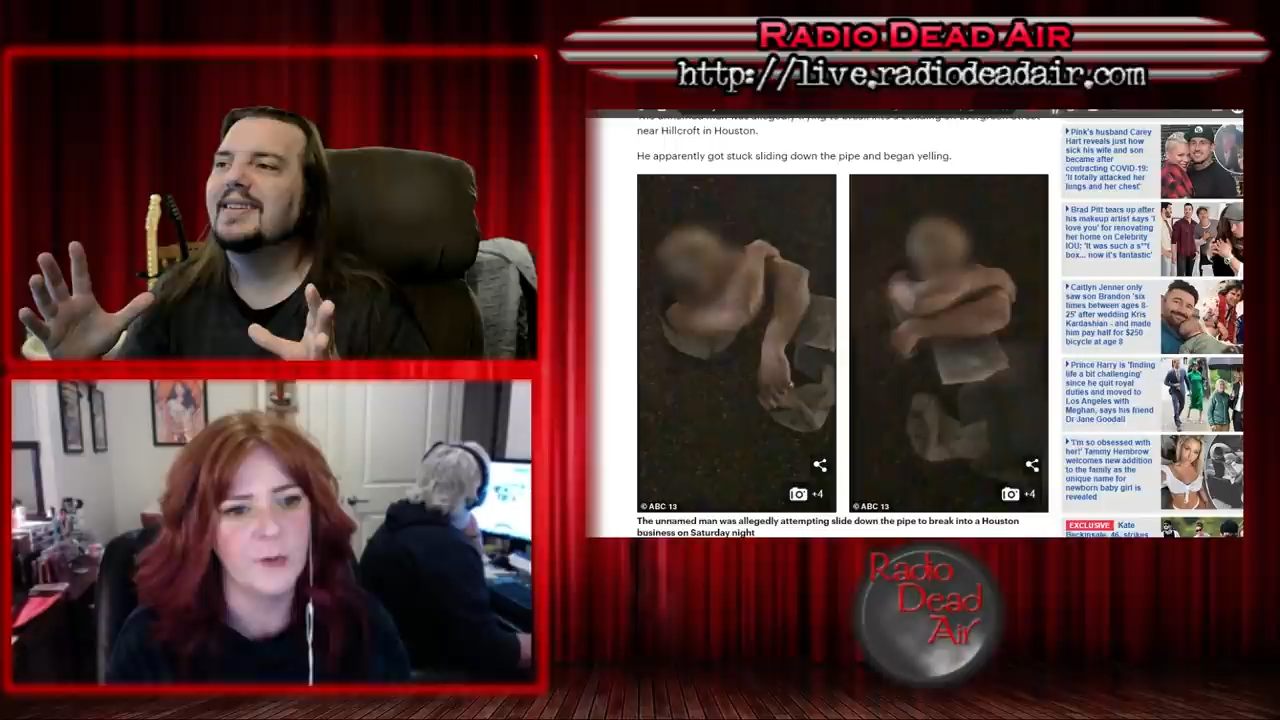 RADIO DEAD AIR
http://live.radiodeadair.com
near Hillcroft in Houston.
He apparently got stuck sliding down the pipe and began yelling.
+4
© ABC 13
+4
© ABC 13
The unnamed man was allegedly attempting slide down the pipe to break into a Houston
business on Saturday night
Pink's husband Carey
Hart reveals just how
sick his wife and son
became after
contracting COVID-19:
'It totally attacked her
lungs and her chest'
Brad Pitt tears up after
his makeup artist says 'I
love you' for renovating
her home on Celebrity
IOU: 'It was such a s**t
box... now it's fantastic'
Caitlyn Jenner only
saw son Brandon 'six
times between ages 8-
25' after wedding Kris
Kardashian - and made
him pay half for $250
bicycle at age 8
Prince Harry is 'finding
life a bit challenging'
since he quit royal
duties and moved to
Los Angeles with
Meghan, says his friend
Dr Jane Goodall
'I'm so obsessed with
her!' Tammy Hembrow
welcomes new addition
to the family as the
unique name for
newborn baby girl is
revealed
EXCLUSIVE Kate
Beckinsale, 46, strikes
Radio
Dead
Air